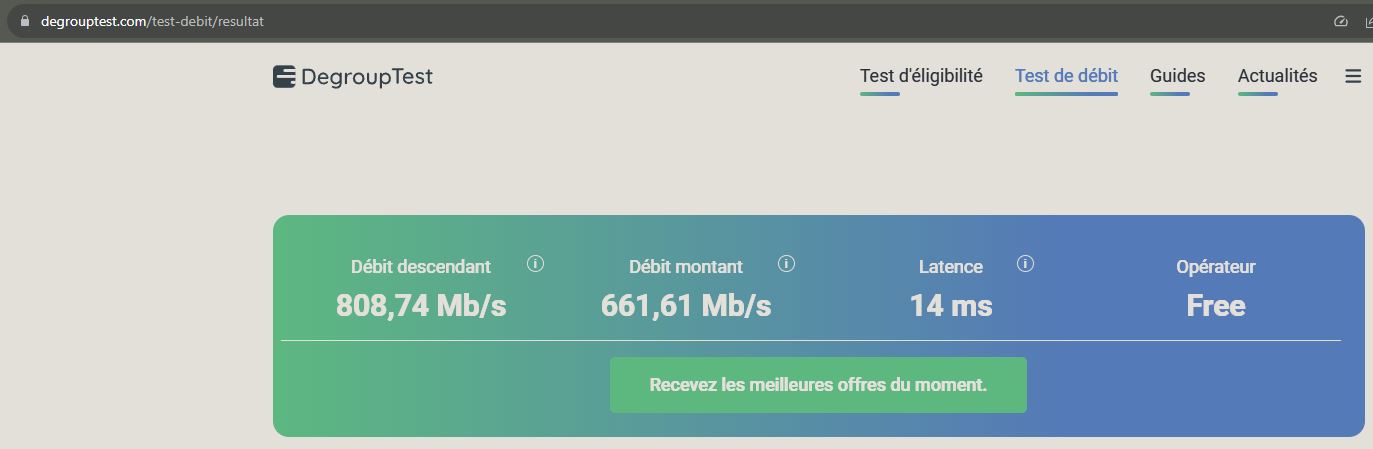 degrouptest.com/test-debit/resultat
DegroupTest
Test d'éligibilité Test de débit Guides Actualités
Débit descendant Débit montant Latence Opérateur
808,74 Mb/s 661,61 Mb/s 14 ms Free
Recevez les meilleures offres du moment.